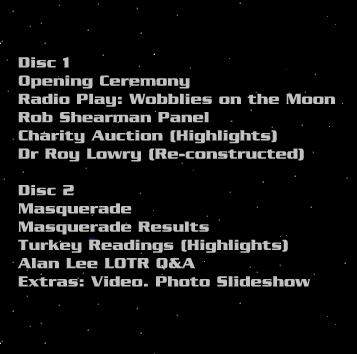 Disc 1
Opening Ceremony
Radio Play: Wobblies on the Moon
Rob Shearman Panel
Charity Auction (Highlights)
Dr Roy Lowry (Re-constructed)
Disc 2
Masquerade
Masquerade Results
Turkey Readings (Highlights)
Alan Lee LOTR Q&A
Extras: Video. Photo Slideshow